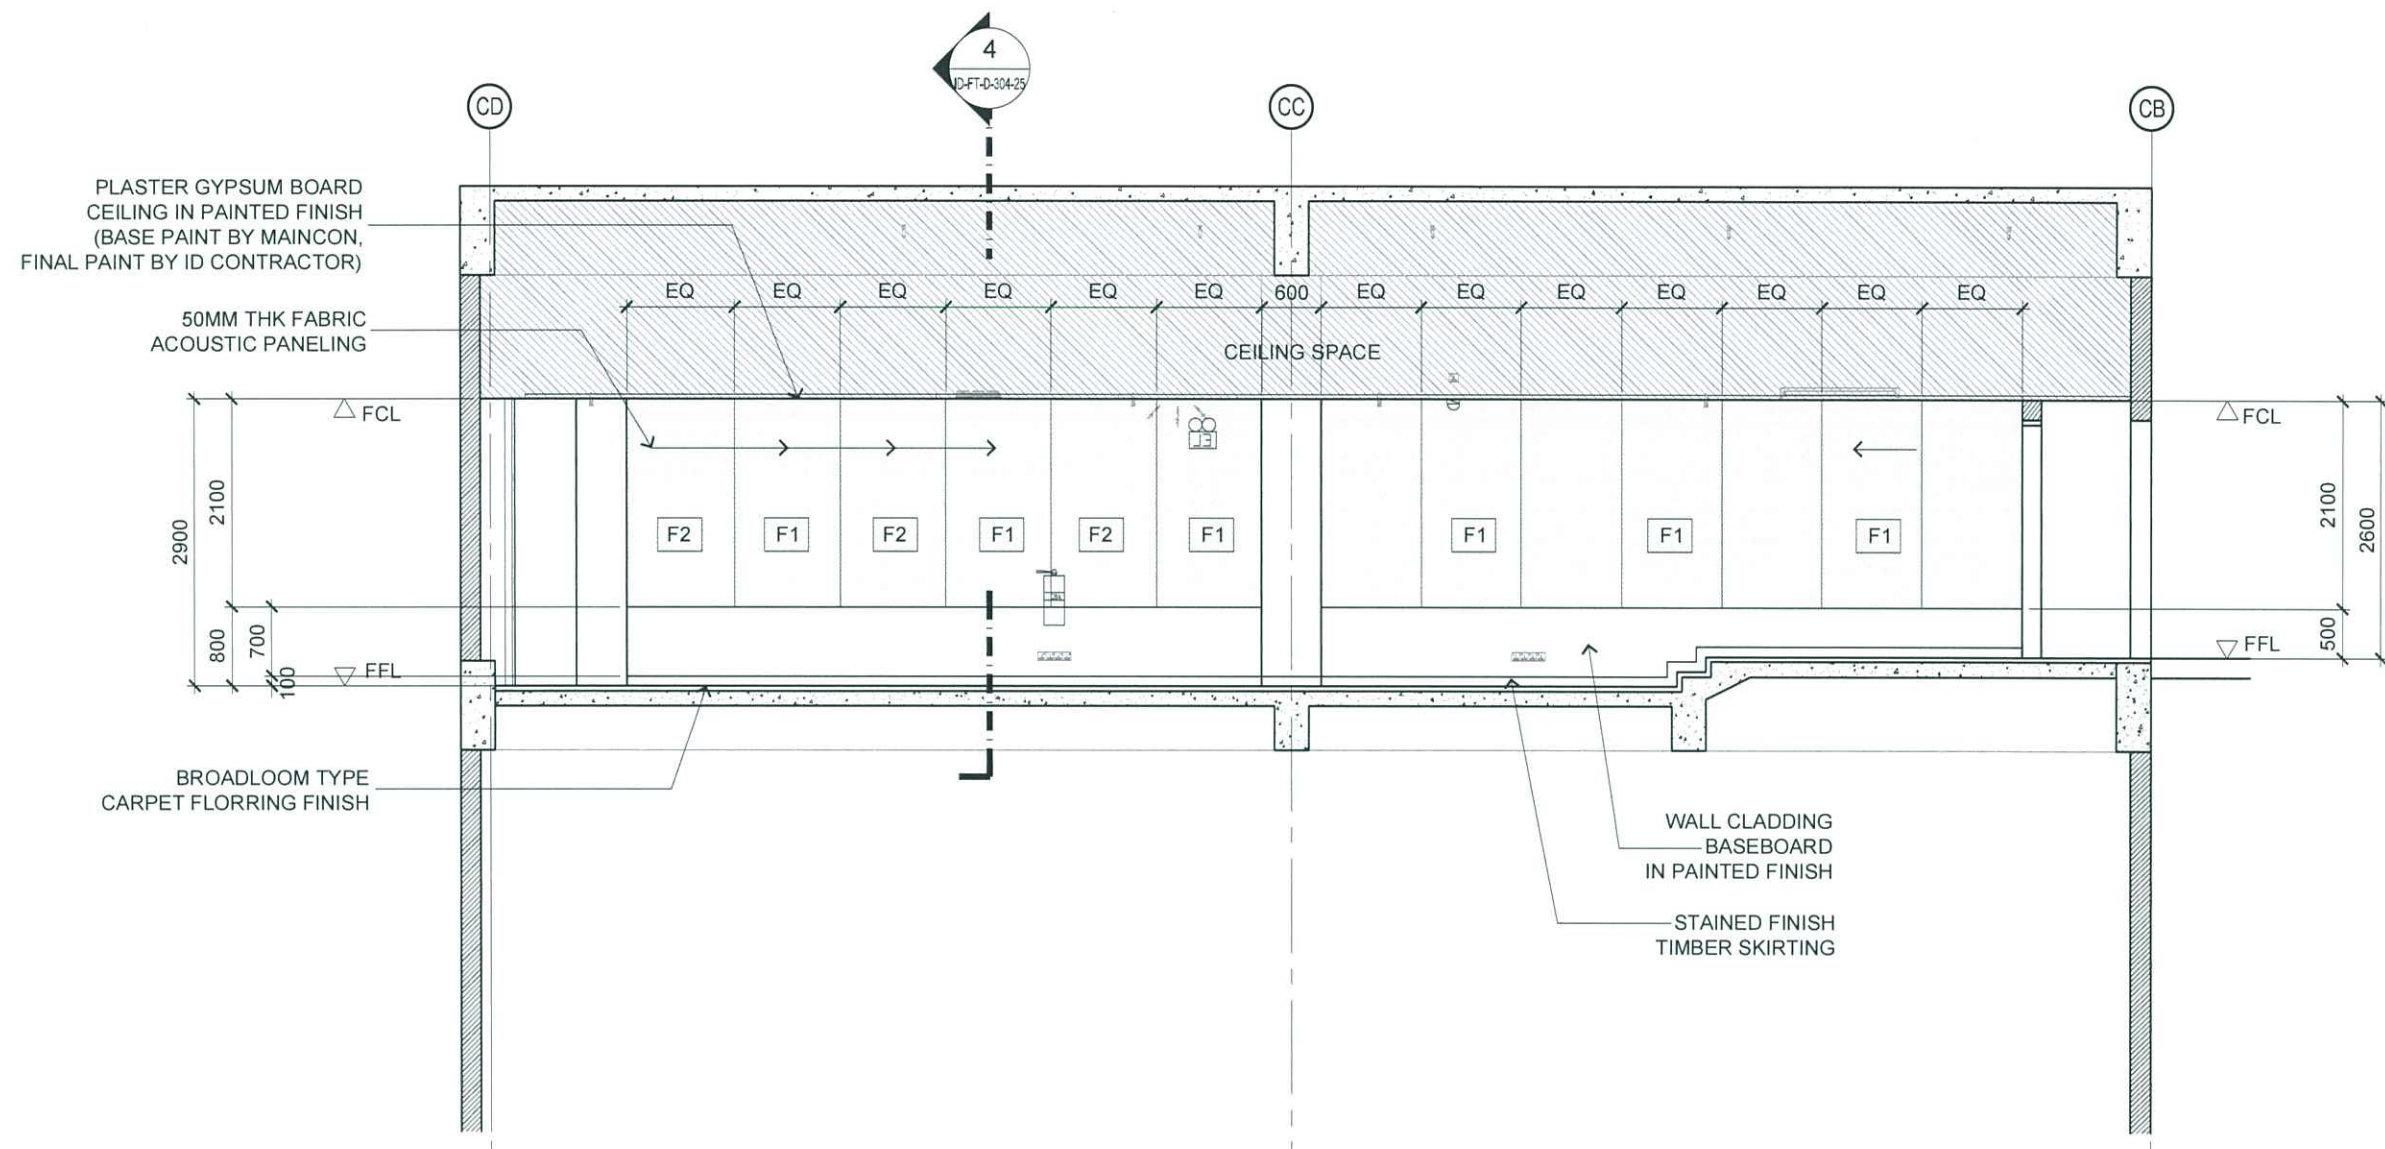 4
ID-FT-D-304-25
CD
CC
CB
PLASTER GYPSUM BOARD
CEILING IN PAINTED FINISH
(BASE PAINT BY MAINCON,
FINAL PAINT BY ID CONTRACTOR)
50MM THK FABRIC
ACOUSTIC PANELING
EQ EQ EQ EQ EQ EQ 600 EQ EQ EQ EQ EQ EQ EQ
CEILING SPACE
FCL
FCL
2900
2100
800
700
100
2100
2600
500
F2 F1 F2 F1 F2 F1 F1 F1 F1
FFL
FFL
BROADLOOM TYPE
CARPET FLORRING FINISH
WALL CLADDING
BASEBOARD
IN PAINTED FINISH
STAINED FINISH
TIMBER SKIRTING